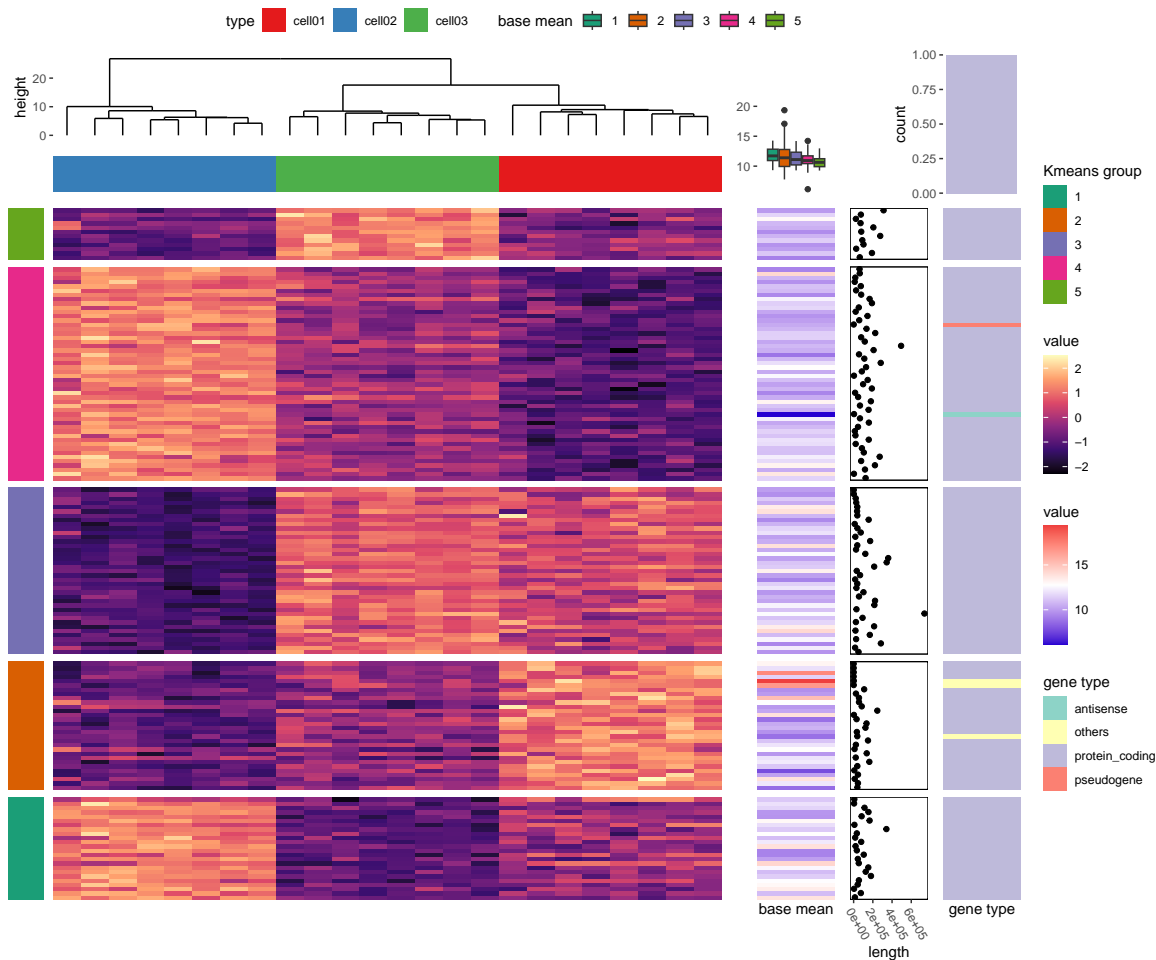 type cell01 cell02 cell03 base mean 1 2 3 4 5
height
20
10
0
20
15
10
count
1.00
0.75
0.50
0.25
0.00
Kmeans group
1
2
3
4
5
value
2
1
0
−1
−2
value
15
10
gene type
antisense
others
protein_coding
pseudogene
base mean
0e+00
2e+05
4e+05
6e+05
length
gene type